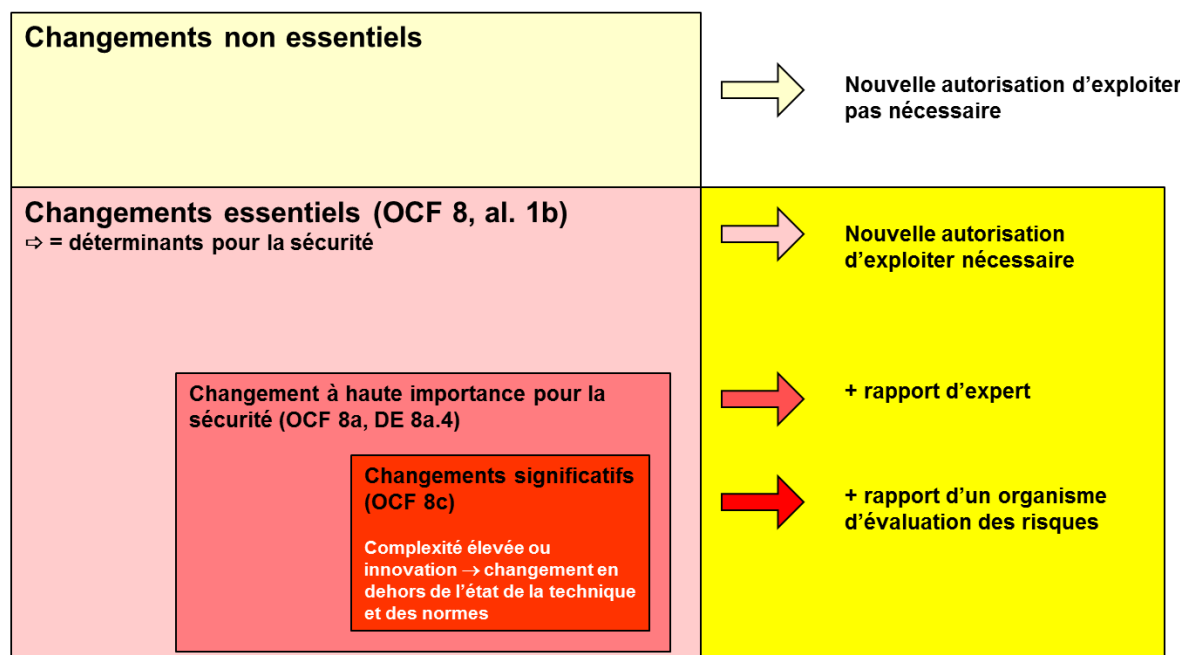 Changements non essentiels
Nouvelle autorisation d’exploiter
pas nécessaire
Changements essentiels (OCF 8, al. 1b)
⇨ = déterminants pour la sécurité
Nouvelle autorisation
d’exploiter nécessaire
Changement à haute importance pour la
sécurité (OCF 8a, DE 8a.4)
+ rapport d’expert
Changements significatifs
(OCF 8c)
Complexité élevée ou
innovation → changement en
dehors de l’état de la technique
et des normes
+ rapport d’un organisme
d’évaluation des risques